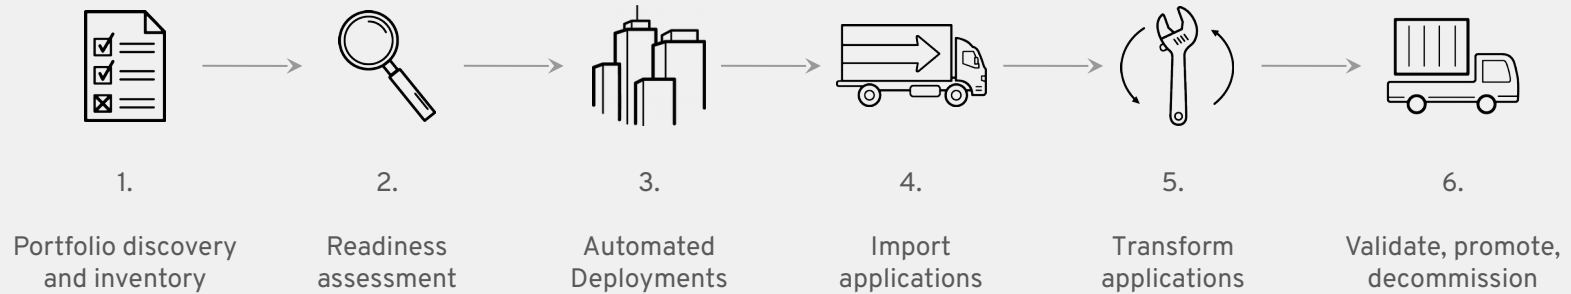 1.
Portfolio discovery
and inventory
2.
Readiness
assessment
3.
Automated
Deployments
4.
Import
applications
5.
Transform
applications
6.
Validate, promote,
decommission